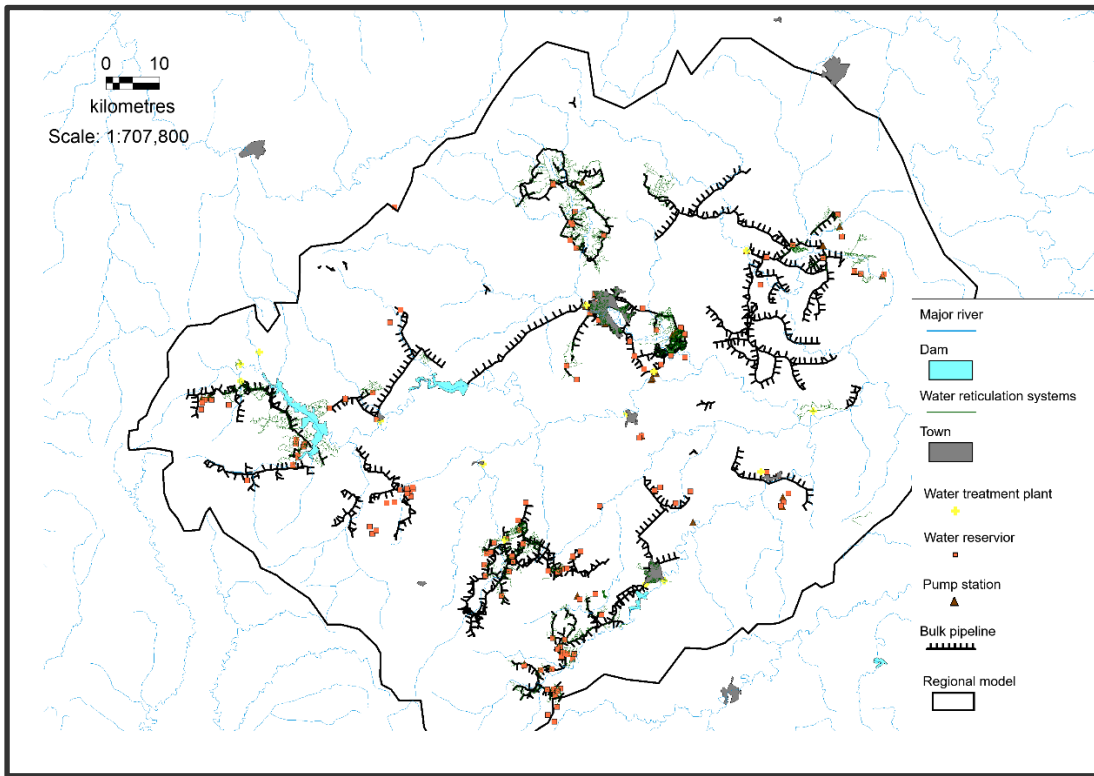 0 10
kilometres
Scale: 1:707,800
Major river
Dam
Water reticulation systems
Town
Water treatment plant
Water reservior
Pump station
Bulk pipeline
Regional model